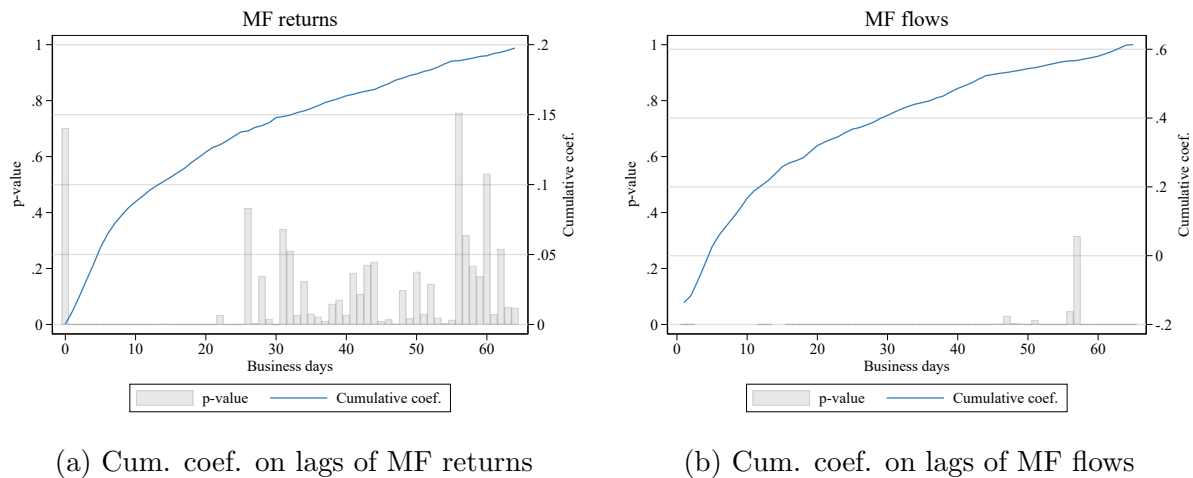 MF returns
1
.8
.6
.4
.2
0
p-value
.2
.15
.1
.05
0
Cumulative coef.
0
10
20
30
40
50
60
Business days
p-value
Cumulative coef.
(a) Cum. coef. on lags of MF returns
MF flows
1
.8
.6
.4
.2
0
p-value
.6
.4
.2
0
-.2
Cumulative coef.
0
10
20
30
40
50
60
Business days
p-value
Cumulative coef.
(b) Cum. coef. on lags of MF flows